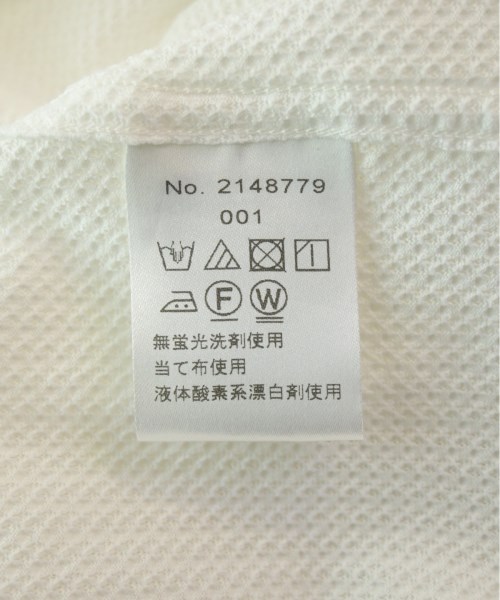 No. 2148779
001
F W
無蛍光洗剤使用
当て布使用
液体酸素系漂白剤使用